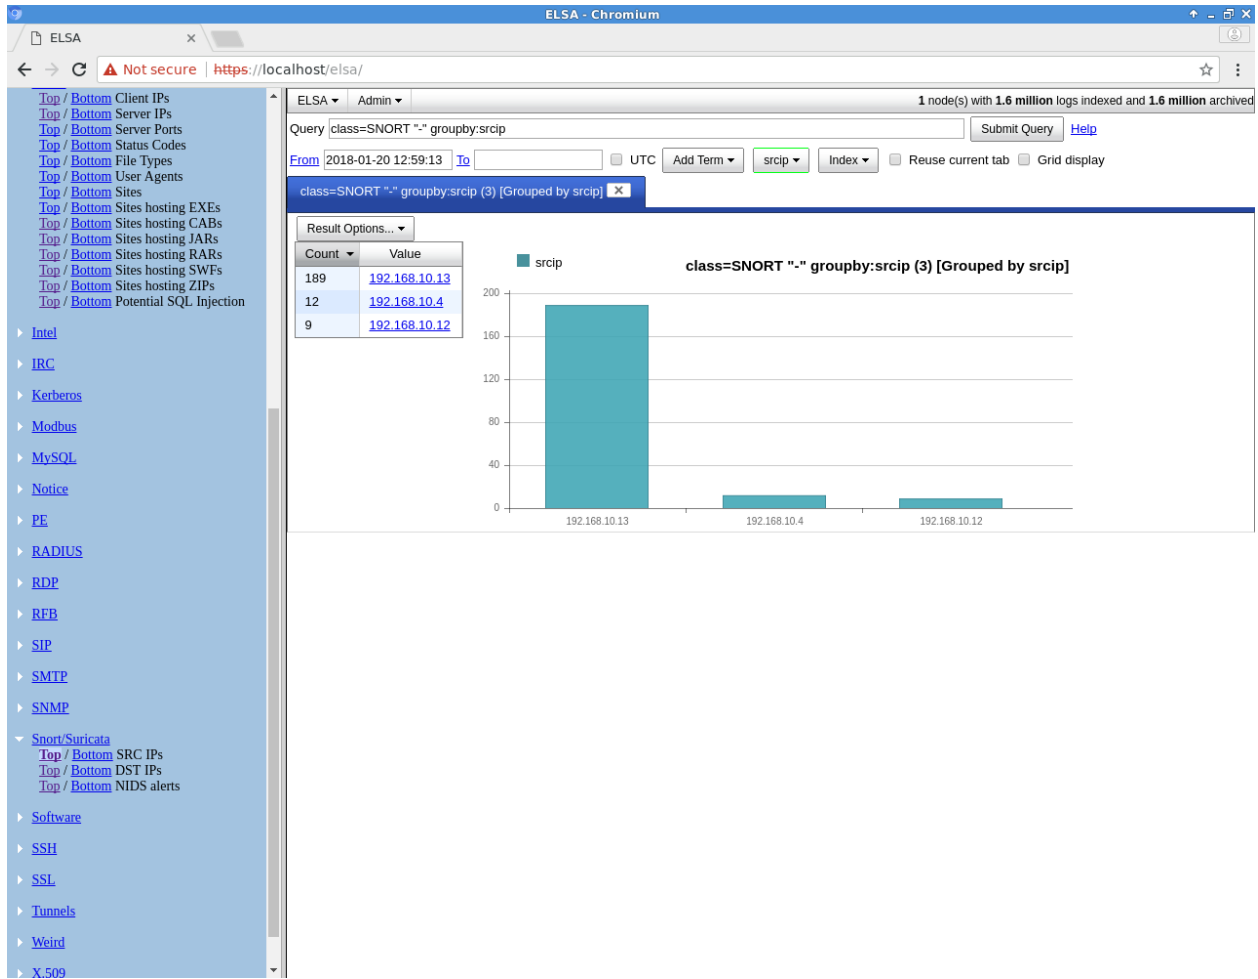 ELSA - Chromium
ELSA
Not secure | https://localhost/elsa/
Top / Bottom Client IPs
Top / Bottom Server IPs
Top / Bottom Server Ports
Top / Bottom Status Codes
Top / Bottom File Types
Top / Bottom User Agents
Top / Bottom Sites
Top / Bottom Sites hosting EXEs
Top / Bottom Sites hosting CABs
Top / Bottom Sites hosting JARs
Top / Bottom Sites hosting RARs
Top / Bottom Sites hosting SWFs
Top / Bottom Sites hosting ZIPs
Top / Bottom Potential SQL Injection
Intel
IRC
Kerberos
Modbus
MySQL
Notice
PE
RADIUS
RDP
RFB
SIP
SMTP
SNMP
Snort/Suricata
Top / Bottom SRC IPs
Top / Bottom DST IPs
Top / Bottom NIDS alerts
Software
SSH
SSL
Tunnels
Weird
X.509
ELSA Admin 1 node(s) with 1.6 million logs indexed and 1.6 million archived
Query class=SNORT "-" groupby:srcip Submit Query Help
From 2018-01-20 12:59:13 To UTC Add Term srcip Index Reuse current tab Grid display
class=SNORT "-" groupby:srcip (3) [Grouped by srcip]
Result Options...
Count Value
189 192.168.10.13
12 192.168.10.4
9 192.168.10.12
srcip
class=SNORT "-" groupby:srcip (3) [Grouped by srcip]
200
160
120
80
40
0
192.168.10.13 192.168.10.4 192.168.10.12